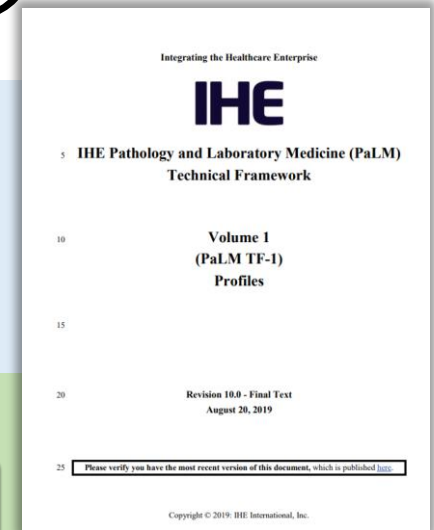 Integrating the Healthcare Enterprise
IHE
5 IHE Pathology and Laboratory Medicine (PaLM)
Technical Framework
10 Volume 1
(PaLM TF-1)
Profiles
15
20 Revision 10.0 - Final Text
August 20, 2019
25 Please verify you have the most recent version of this document, which is published here.
Copyright © 2019: IHE International, Inc.